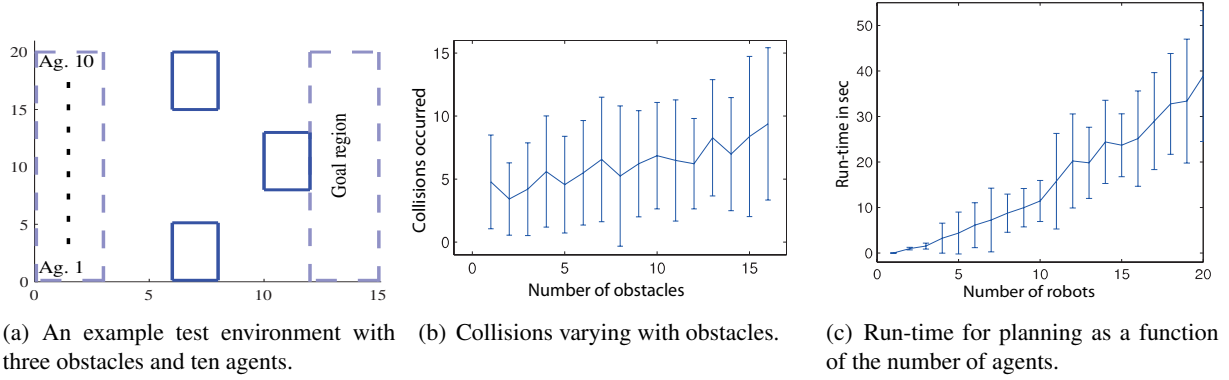 20
15
10
5
0
Ag. 10
Ag. 1
Goal region
0 5 10 15
(a) An example test environment with
three obstacles and ten agents.
Collisions occurred
15
10
5
0
0 5 10 15
Number of obstacles
(b) Collisions varying with obstacles.
Run-time in sec
50
40
30
20
10
0
0 5 10 15 20
Number of robots
(c) Run-time for planning as a function
of the number of agents.